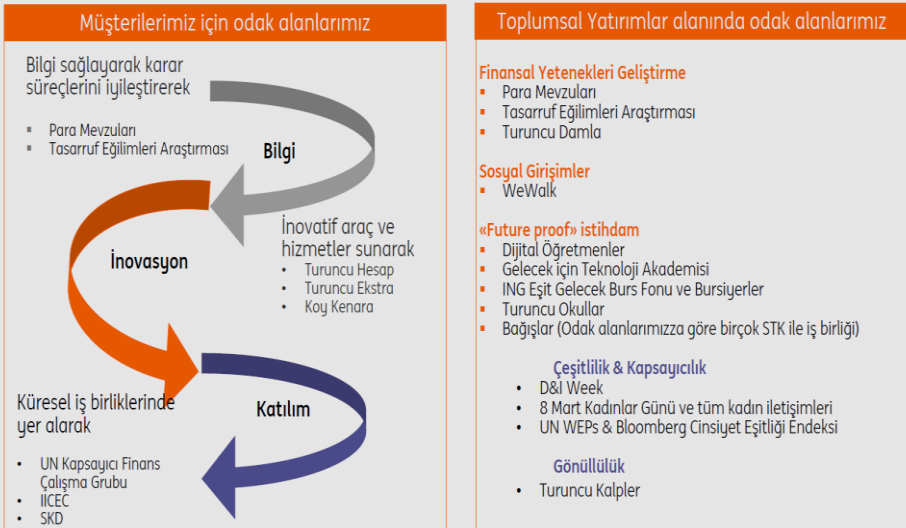 Müşterilerimiz için odak alanlarımız
Bilgi sağlayarak karar
süreçlerini iyileştirerek
▪ Para Mevzuları
▪ Tasarruf Eğilimleri Araştırması
Bilgi
İnovasyon
İnovatif araç ve
hizmetler sunarak
• Turuncu Hesap
• Turuncu Ekstra
• Koy Kenara
Küresel iş birliklerinde
yer alarak
Katılım
• UN Kapsayıcı Finans
Çalışma Grubu
• IICEC
• SKD
Toplumsal Yatırımlar alanında odak alanlarımız
Finansal Yetenekleri Geliştirme
▪ Para Mevzuları
▪ Tasarruf Eğilimleri Araştırması
▪ Turuncu Damla
Sosyal Girişimler
▪ WeWalk
«Future proof» istihdam
▪ Dijital Öğretmenler
▪ Gelecek için Teknoloji Akademisi
▪ ING Eşit Gelecek Burs Fonu ve Bursiyerler
▪ Turuncu Okullar
▪ Bağışlar (Odak alanlarımızza göre birçok STK ile iş birliği)
Çeşitlilik & Kapsayıcılık
• D&I Week
• 8 Mart Kadınlar Günü ve tüm kadın iletişimleri
• UN WEPs & Bloomberg Cinsiyet Eşitliği Endeksi
Gönüllülük
• Turuncu Kalpler